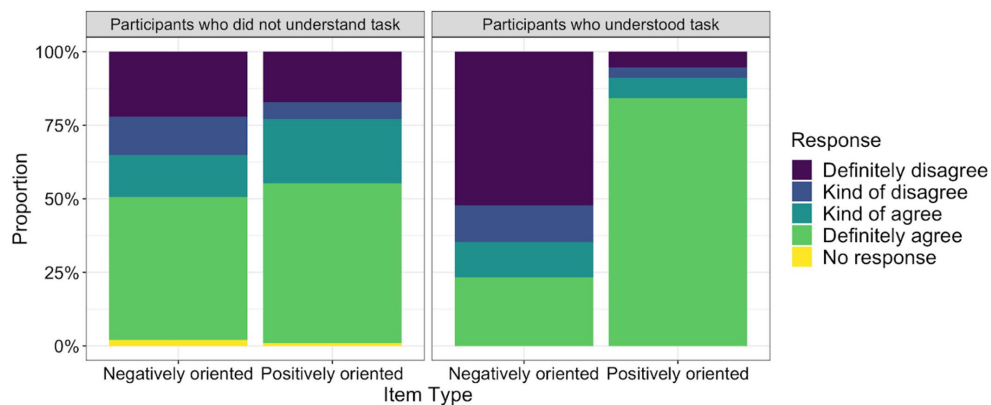 Participants who did not understand task
Participants who understood task
100%
75%
50%
25%
0%
Proportion
Negatively oriented
Positively oriented
Negatively oriented
Positively oriented
Item Type
Response
Definitely disagree
Kind of disagree
Kind of agree
Definitely agree
No response